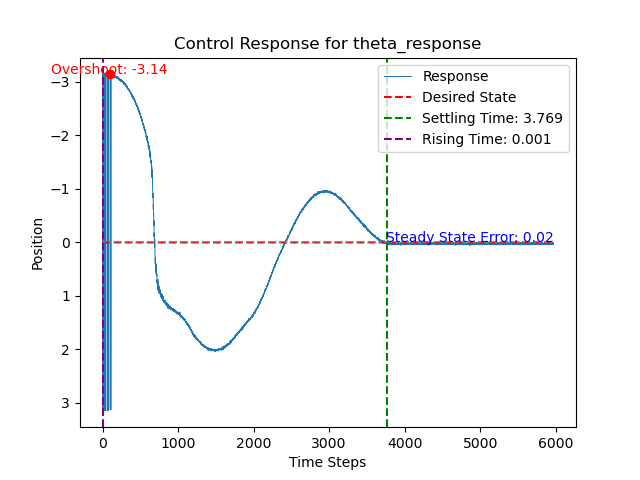 Control Response for theta_response
Overshoot: -3.14
Response
Desired State
Settling Time: 3.769
Rising Time: 0.001
Steady State Error: 0.02
−3
−2
−1
0
1
2
3
Position
0
1000
2000
3000
4000
5000
6000
Time Steps